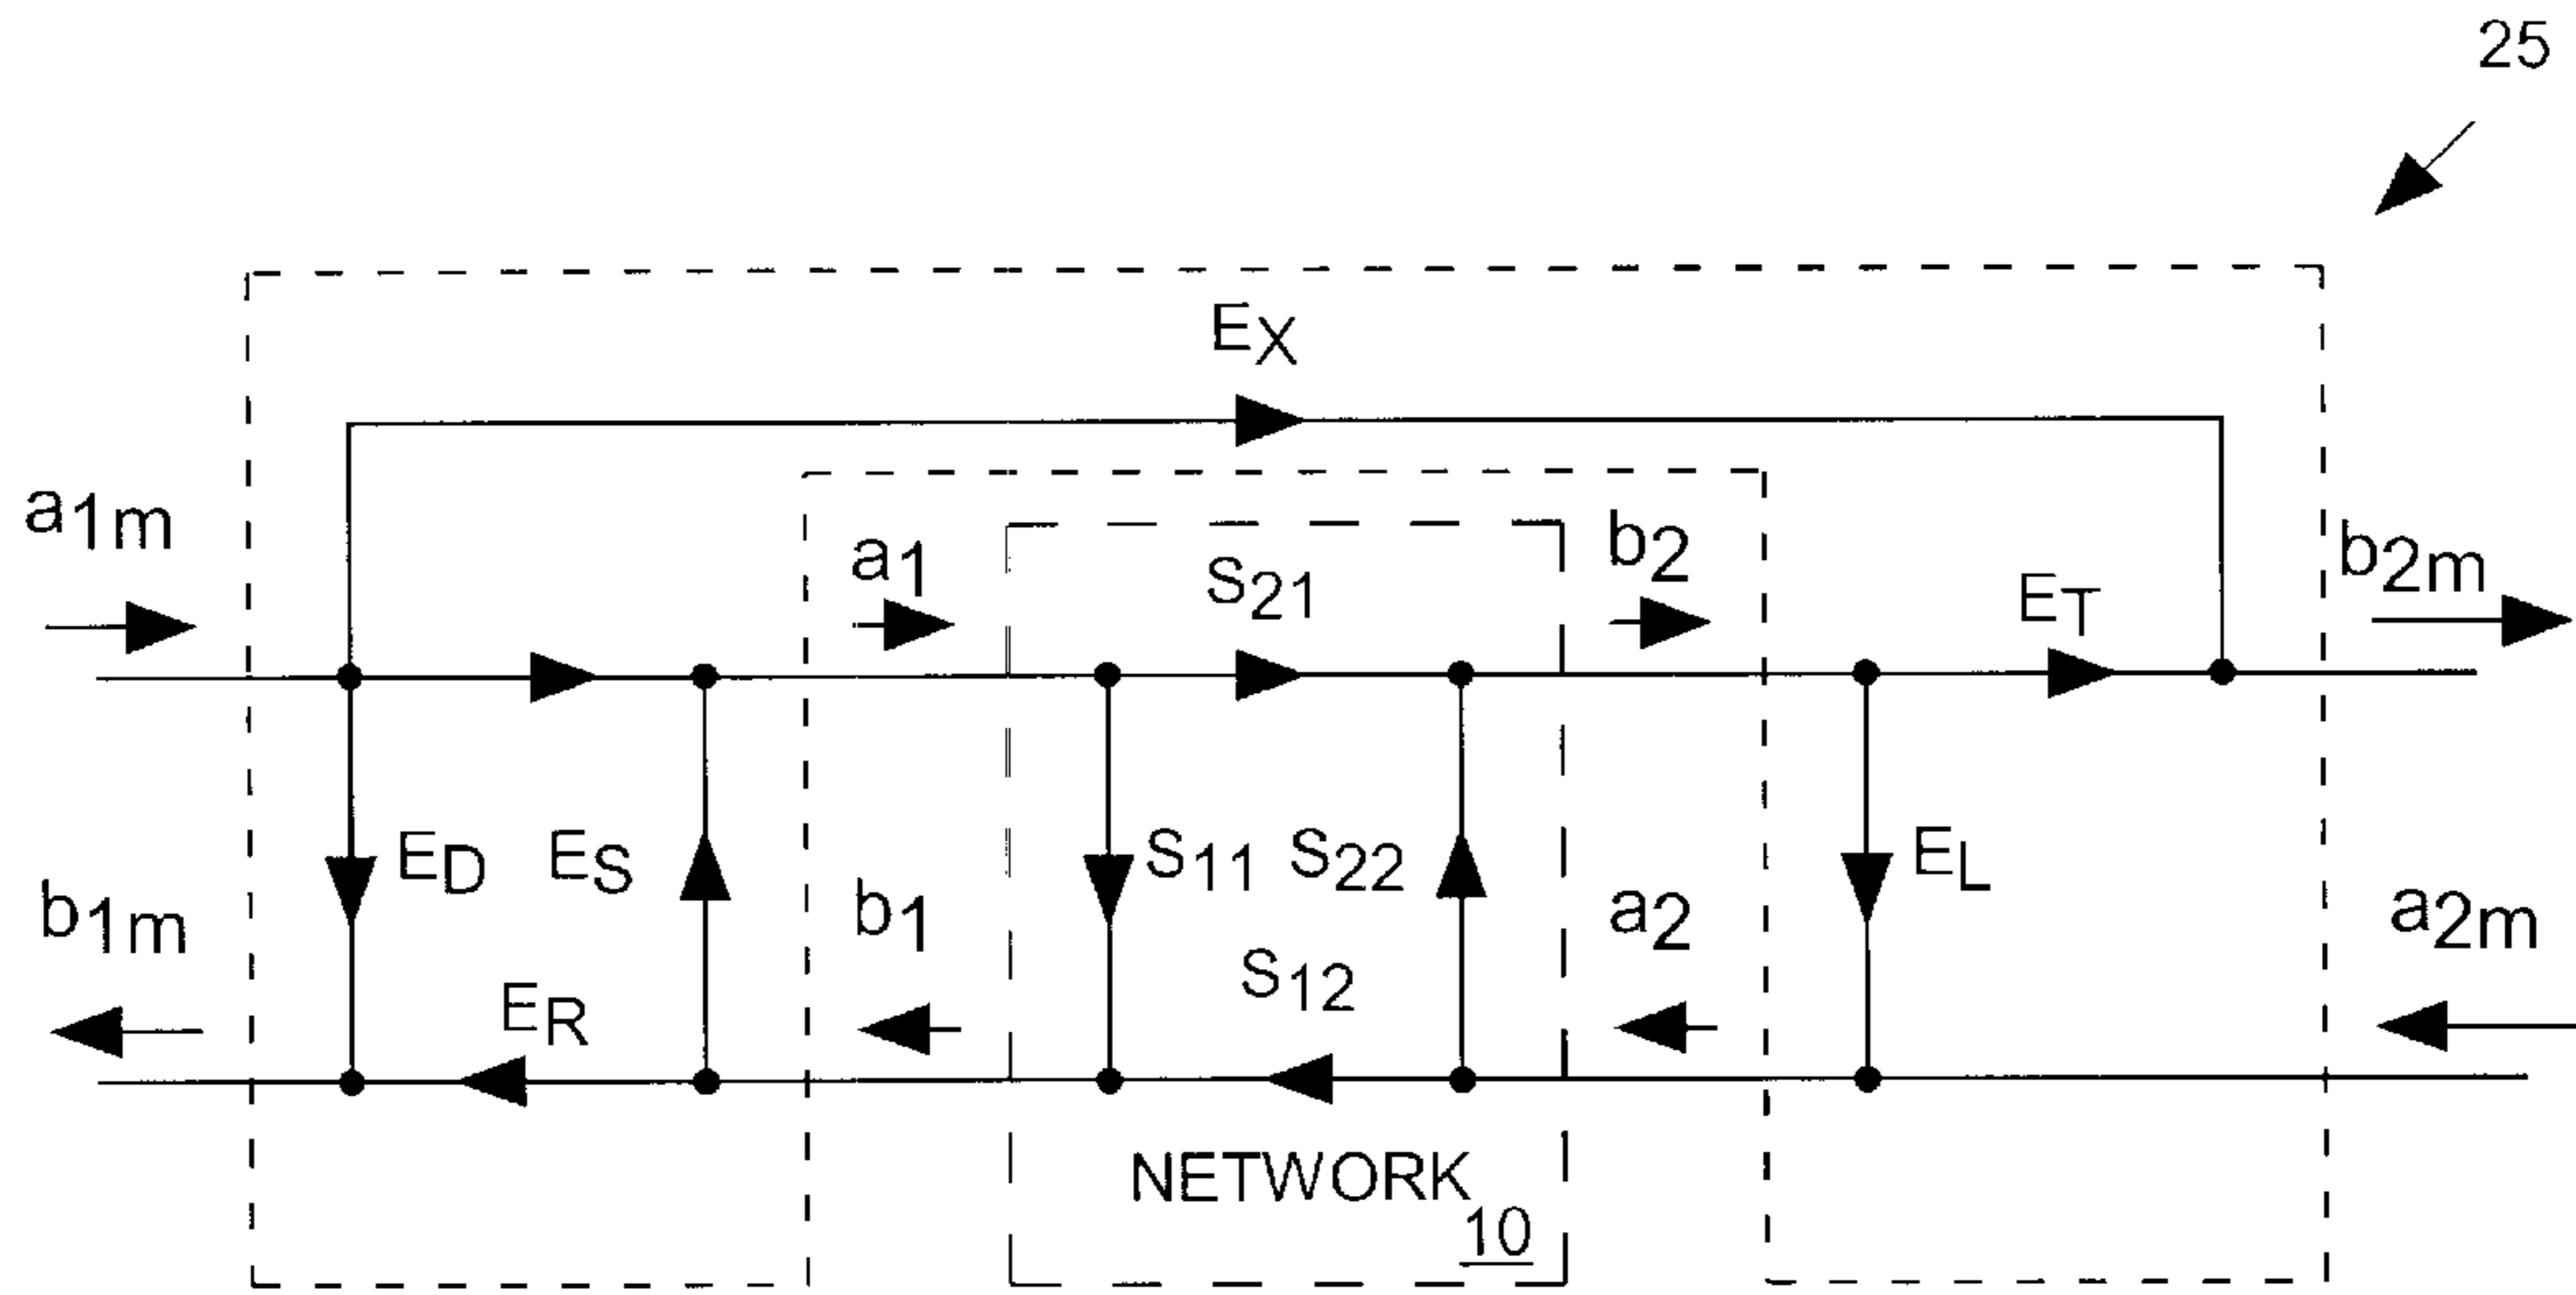 25
EX
a1m
a1
S21
b2
ET
b2m
ED
ES
S11
S22
EL
b1m
b1
a2
a2m
ER
S12
NETWORK
10